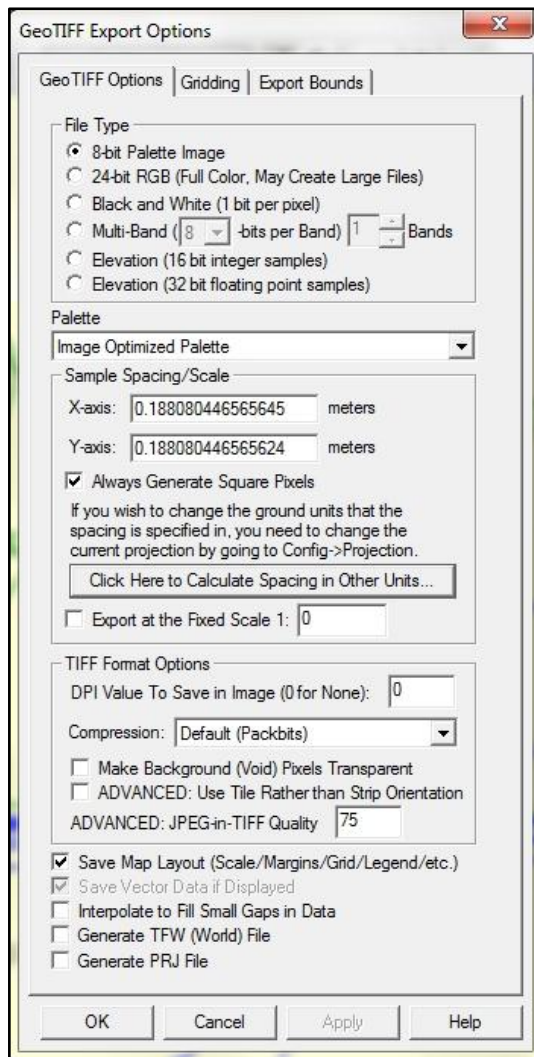 GeoTIFF Export Options
GeoTIFF Options Gridding Export Bounds
File Type
8-bit Palette Image
24-bit RGB (Full Color, May Create Large Files)
Black and White (1 bit per pixel)
Multi-Band ( 8 -bits per Band) 1 Bands
Elevation (16 bit integer samples)
Elevation (32 bit floating point samples)
Palette
Image Optimized Palette
Sample Spacing/Scale
X-axis: 0.188080446565645 meters
Y-axis: 0.188080446565624 meters
Always Generate Square Pixels
If you wish to change the ground units that the
spacing is specified in, you need to change the
current projection by going to Config->Projection.
Click Here to Calculate Spacing in Other Units...
Export at the Fixed Scale 1: 0
TIFF Format Options
DPI Value To Save in Image (0 for None): 0
Compression: Default (Packbits)
Make Background (Void) Pixels Transparent
ADVANCED: Use Tile Rather than Strip Orientation
ADVANCED: JPEG-in-TIFF Quality 75
Save Map Layout (Scale/Margins/Grid/Legend/etc.)
Save Vector Data if Displayed
Interpolate to Fill Small Gaps in Data
Generate TFW (World) File
Generate PRJ File
OK Cancel Apply Help